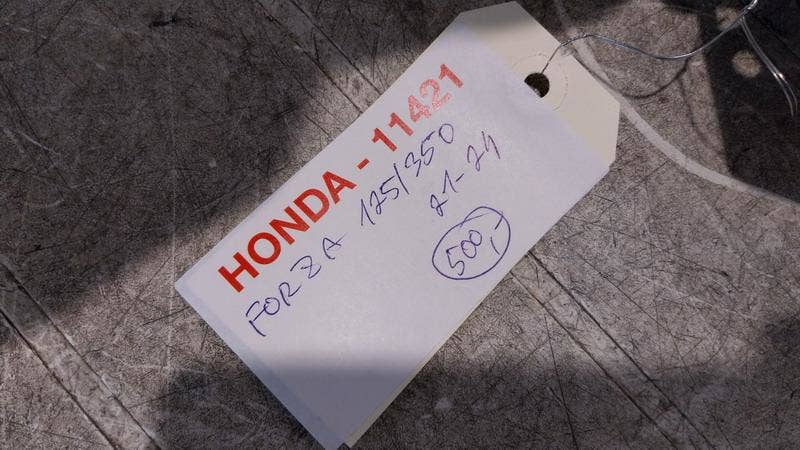 HONDA - 11421
FORZA 125/350
21-24
500,-